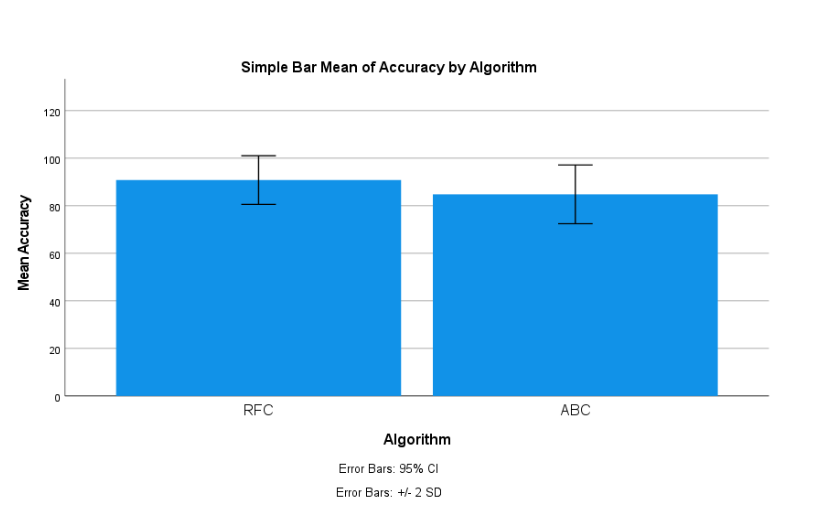 Simple Bar Mean of Accuracy by Algorithm
120
100
80
60
40
20
0
Mean Accuracy
RFC ABC
Algorithm
Error Bars: 95% CI
Error Bars: +/- 2 SD